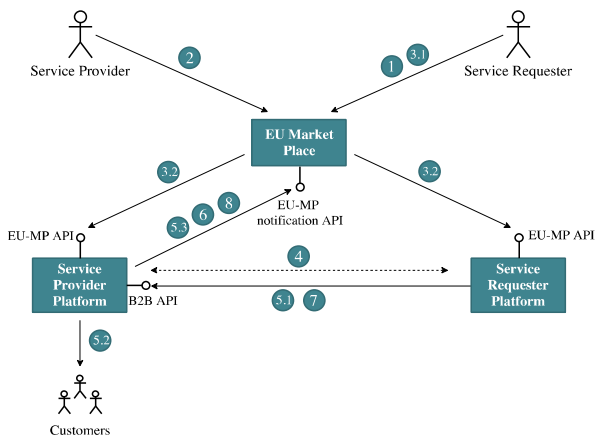 Service Provider
Service Requester
2
1
3.1
EU Market
Place
3.2
3.2
EU-MP
notification API
5.3
6
8
EU-MP API
EU-MP API
Service
Provider
Platform
4
Service
Requester
Platform
B2B API
5.1
7
5.2
Customers